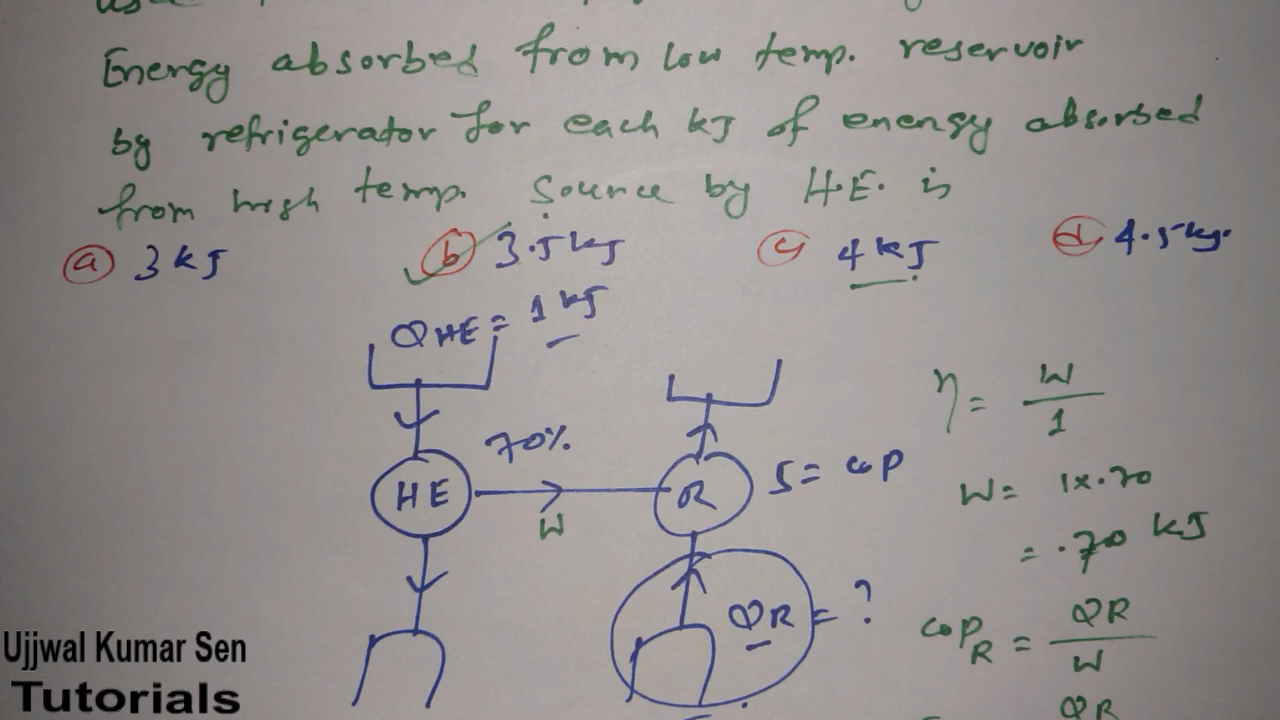 Energy absorbed from low temp. reservoir
by refrigerator for each kJ of energy absorbed
from high temp. Source by H.E. is
(a) 3 kJ (b) 3.5 kJ (c) 4 kJ (d) 4.5 kJ.
QHE = 1 kJ
η = W / 1
70%
HE W R 5 = COP
W = 1x.70
= .70 kJ
QR = ?
COPR = QR / W
QR
Ujjwal Kumar Sen
Tutorials